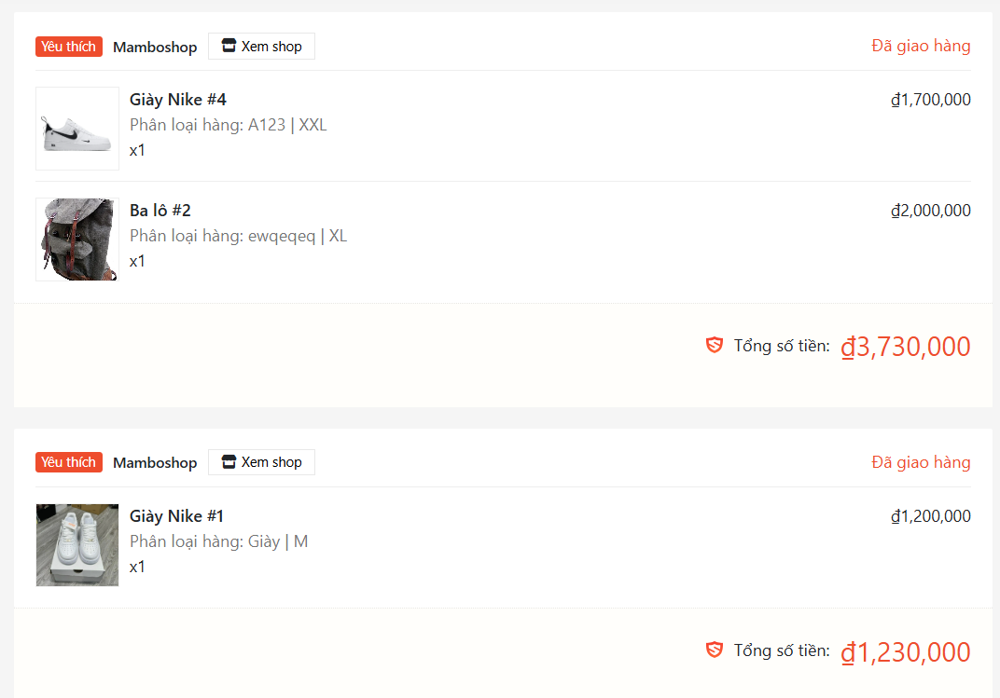 Yêu thích Mamboshop Xem shop Đã giao hàng
Giày Nike #4 ₫1,700,000
Phân loại hàng: A123 | XXL
x1
Ba lô #2 ₫2,000,000
Phân loại hàng: ewqeqeq | XL
x1
Tổng số tiền: ₫3,730,000
Yêu thích Mamboshop Xem shop Đã giao hàng
Giày Nike #1 ₫1,200,000
Phân loại hàng: Giày | M
x1
Tổng số tiền: ₫1,230,000